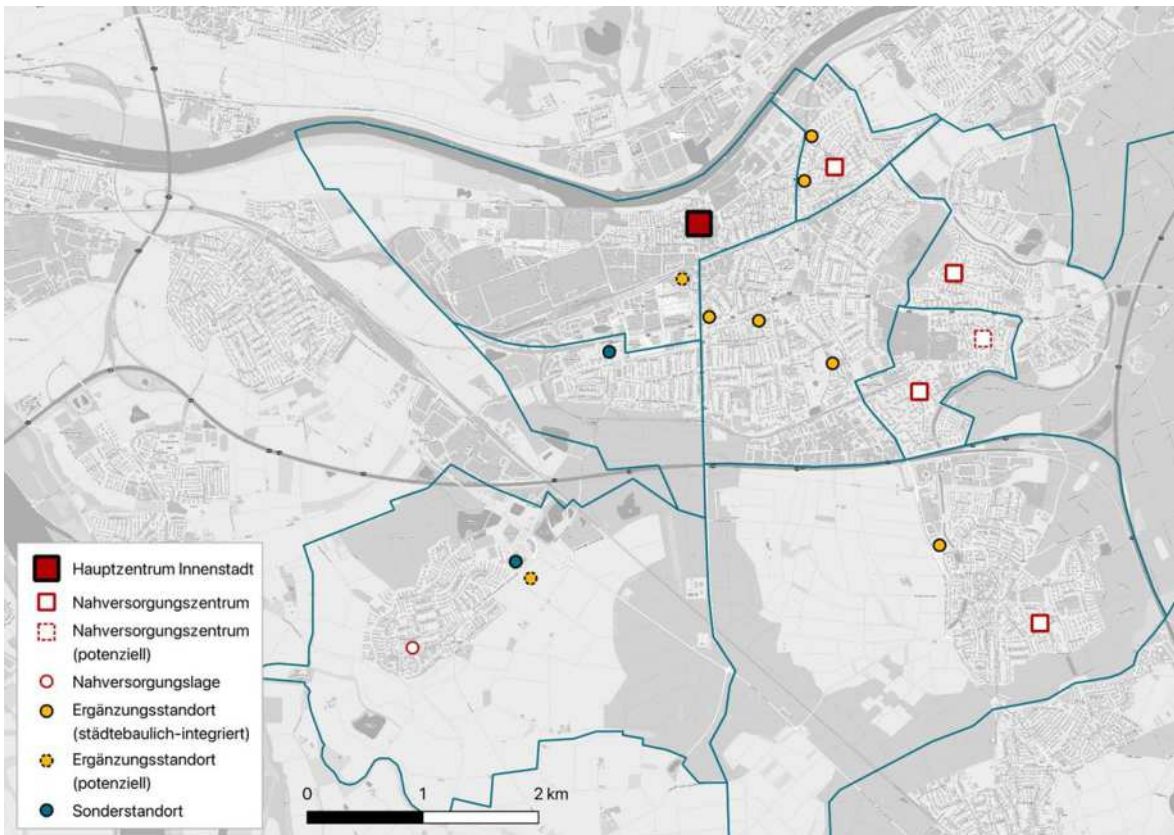 Hauptzentrum Innenstadt
Nahversorgungszentrum
Nahversorgungszentrum
(potenziell)
Nahversorgungslage
Ergänzungsstandort
(städtebaulich-integriert)
Ergänzungsstandort
(potenziell)
Sonderstandort
0 1 2 km